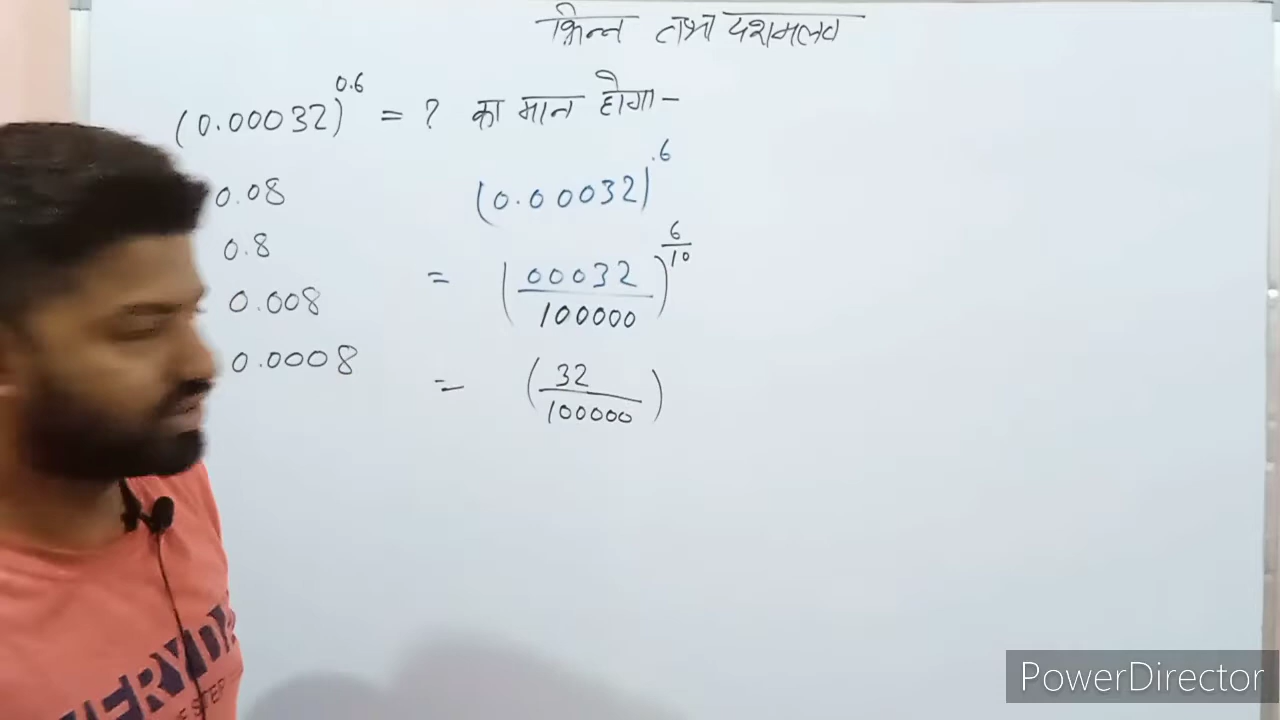 भिन्न तथा दशमलव
(0.00032)^0.6 = ? का मान होगा -
0.08
0.8
0.008
0.0008
(0.00032)^.6
= (00032/100000)^6/10
= (32/100000)
PowerDirector